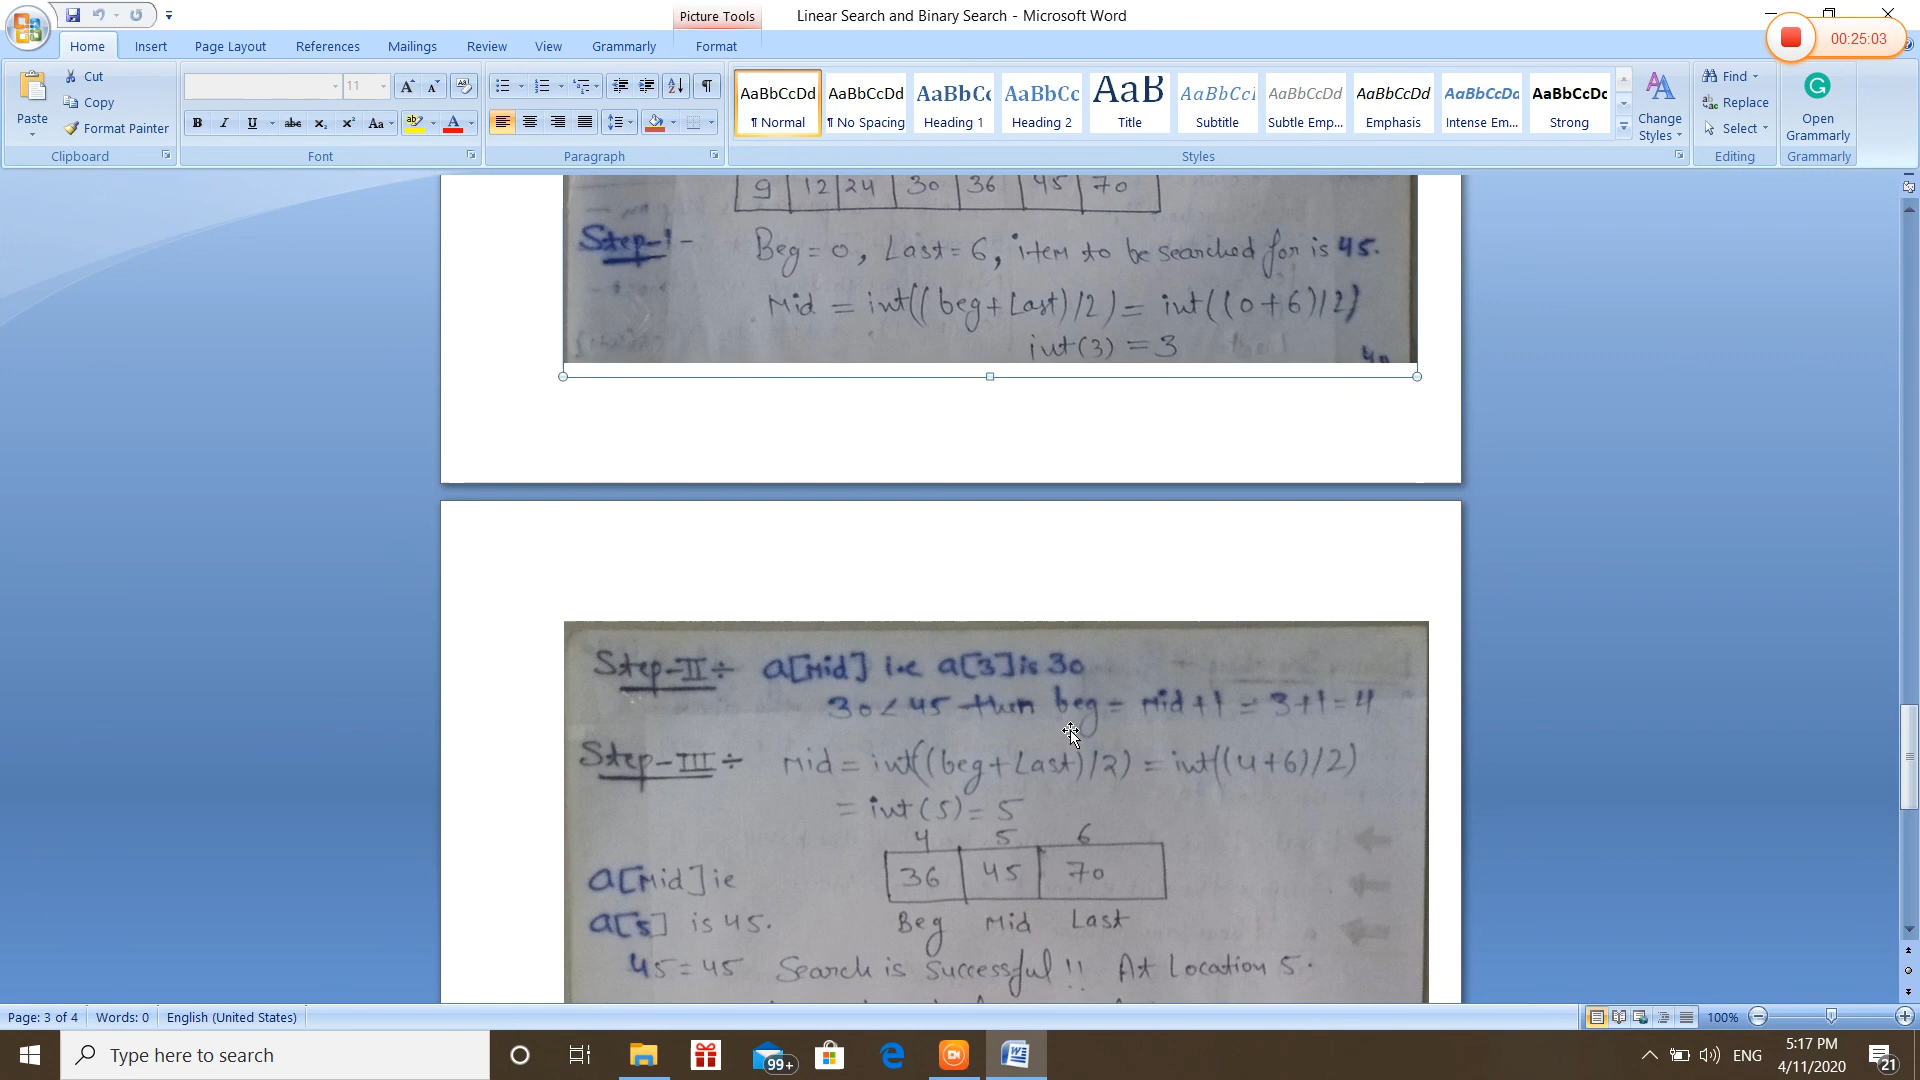 Picture Tools
Linear Search and Binary Search - Microsoft Word
00:25:03
Home Insert Page Layout References Mailings Review View Grammarly Format
Cut
Copy
Format Painter
Paste
Clipboard
11
Font
Paragraph
AaBbCcDd AaBbCcDd AaBbCc AaBbCc AaB AaBbCcI AaBbCcDd AaBbCcDd AaBbCcDd AaBbCcDc
¶ Normal ¶ No Spacing Heading 1 Heading 2 Title Subtitle Subtle Emp... Emphasis Intense Em... Strong
Change Styles
Styles
Find
Replace
Select
Editing
Open Grammarly
Grammarly
9 12 24 30 36 45 70
Step-1 - Beg = 0, Last = 6, item to be searched for is 45.
Mid = int((beg+Last)/2) = int((0+6)/2)
int(3) = 3
Step-II ÷ a[Mid] i.e a[3] is 30
30 < 45 then beg = Mid+1 = 3+1 = 4
Step-III ÷ Mid = int((beg+Last)/2) = int((4+6)/2)
= int(5) = 5
4 5 6
a[Mid] ie 36 45 70
a[5] is 45. Beg Mid Last
45 = 45 Search is successful!! At Location 5.
Page: 3 of 4 Words: 0 English (United States) 100%
Type here to search
99+
ENG
5:17 PM
4/11/2020
21